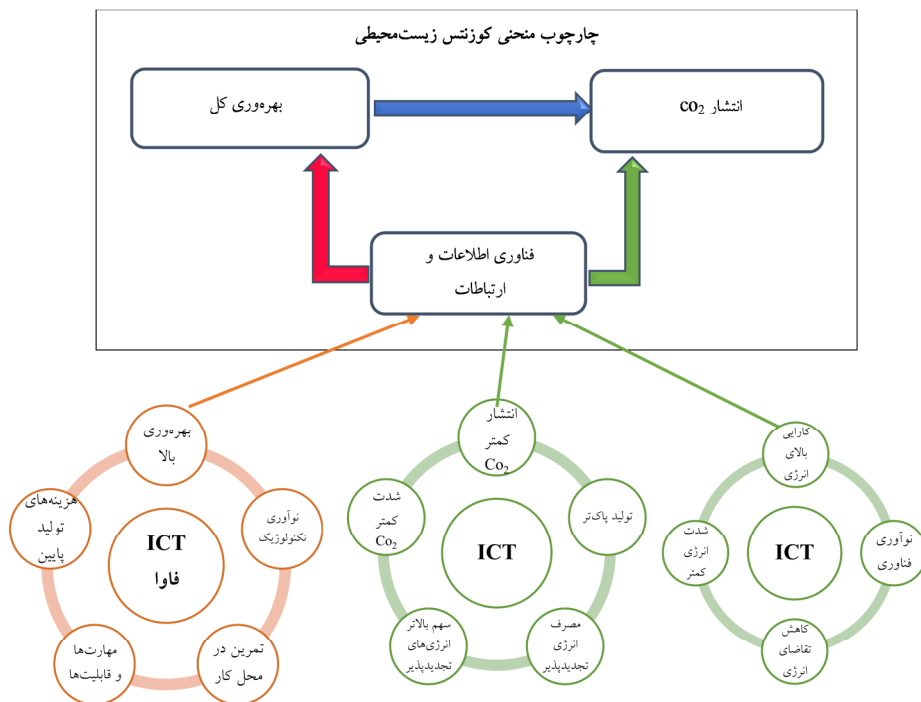 چارچوب منحنی کوزنتس زیست‌محیطی
انتشار co₂
بهره‌وری کل
فناوری اطلاعات و
ارتباطات
بهره‌وری
بالا
نوآوری
تکنولوژیک
تمرین در
محل کار
مهارت‌ها
و قابلیت‌ها
هزینه‌های
تولید
پایین
ICT
فاوا
انتشار
کمتر
Co₂
تولید پاک‌تر
مصرف
انرژی
تجدیدپذیر
سهم بالاتر
انرژی‌های
تجدیدپذیر
شدت
کمتر
Co₂
ICT
کارایی
بالای
انرژی
نوآوری
فناوری
کاهش
تقاضای
انرژی
شدت
انرژی
کمتر
ICT